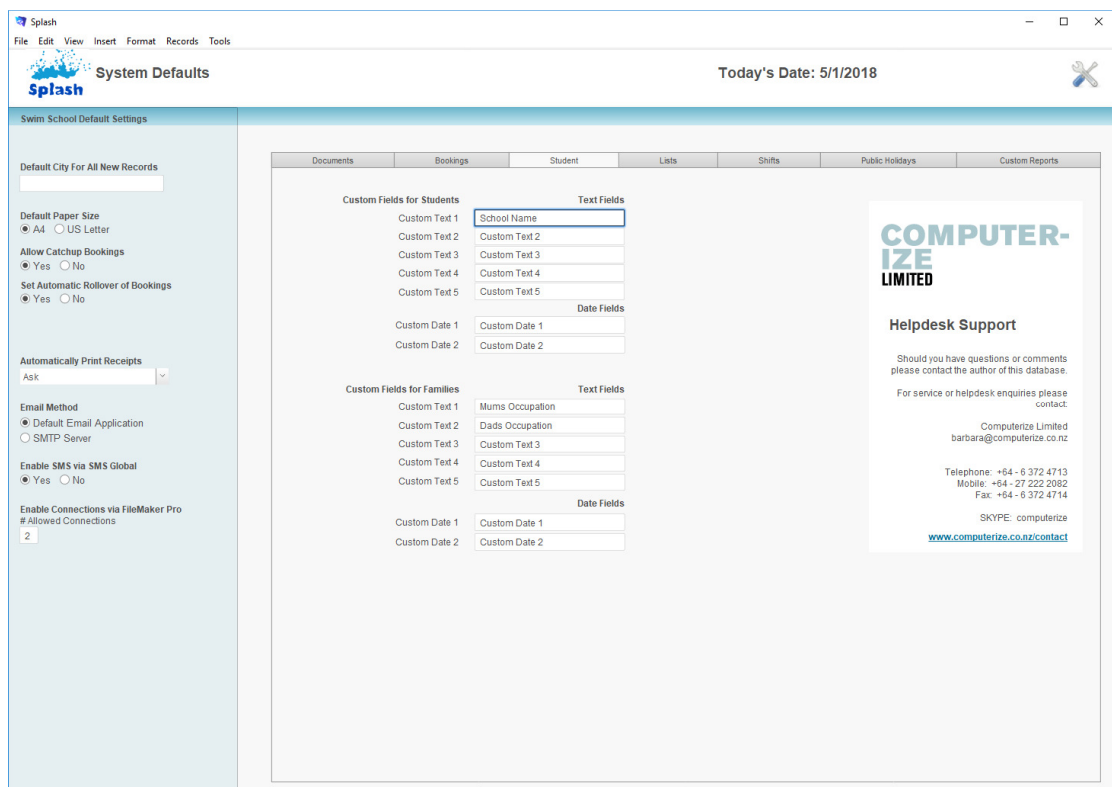 Splash
File Edit View Insert Format Records Tools
Splash
System Defaults
Today's Date: 5/1/2018
Swim School Default Settings
Default City For All New Records
Default Paper Size
A4 US Letter
Allow Catchup Bookings
Yes No
Set Automatic Rollover of Bookings
Yes No
Automatically Print Receipts
Ask
Email Method
Default Email Application
SMTP Server
Enable SMS via SMS Global
Yes No
Enable Connections via FileMaker Pro
# Allowed Connections
2
Documents Bookings Student Lists Shifts Public Holidays Custom Reports
Custom Fields for Students Text Fields
Custom Text 1 School Name
Custom Text 2 Custom Text 2
Custom Text 3 Custom Text 3
Custom Text 4 Custom Text 4
Custom Text 5 Custom Text 5
Date Fields
Custom Date 1 Custom Date 1
Custom Date 2 Custom Date 2
Custom Fields for Families Text Fields
Custom Text 1 Mums Occupation
Custom Text 2 Dads Occupation
Custom Text 3 Custom Text 3
Custom Text 4 Custom Text 4
Custom Text 5 Custom Text 5
Date Fields
Custom Date 1 Custom Date 1
Custom Date 2 Custom Date 2
COMPUTER-
IZE
LIMITED
Helpdesk Support
Should you have questions or comments
please contact the author of this database.
For service or helpdesk enquiries please
contact:
Computerize Limited
barbara@computerize.co.nz
Telephone: +64 - 6 372 4713
Mobile: +64 - 27 222 2082
Fax: +64 - 6 372 4714
SKYPE: computerize
www.computerize.co.nz/contact